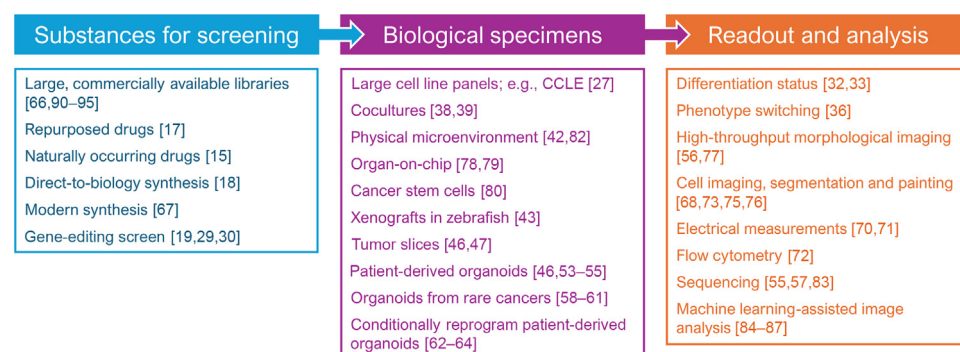 Substances for screening
Large, commercially available libraries
[66,90–95]
Repurposed drugs [17]
Naturally occurring drugs [15]
Direct-to-biology synthesis [18]
Modern synthesis [67]
Gene-editing screen [19,29,30]
Biological specimens
Large cell line panels; e.g., CCLE [27]
Cocultures [38,39]
Physical microenvironment [42,82]
Organ-on-chip [78,79]
Cancer stem cells [80]
Xenografts in zebrafish [43]
Tumor slices [46,47]
Patient-derived organoids [46,53–55]
Organoids from rare cancers [58–61]
Conditionally reprogram patient-derived
organoids [62–64]
Readout and analysis
Differentiation status [32,33]
Phenotype switching [36]
High-throughput morphological imaging
[56,77]
Cell imaging, segmentation and painting
[68,73,75,76]
Electrical measurements [70,71]
Flow cytometry [72]
Sequencing [55,57,83]
Machine learning-assisted image
analysis [84–87]